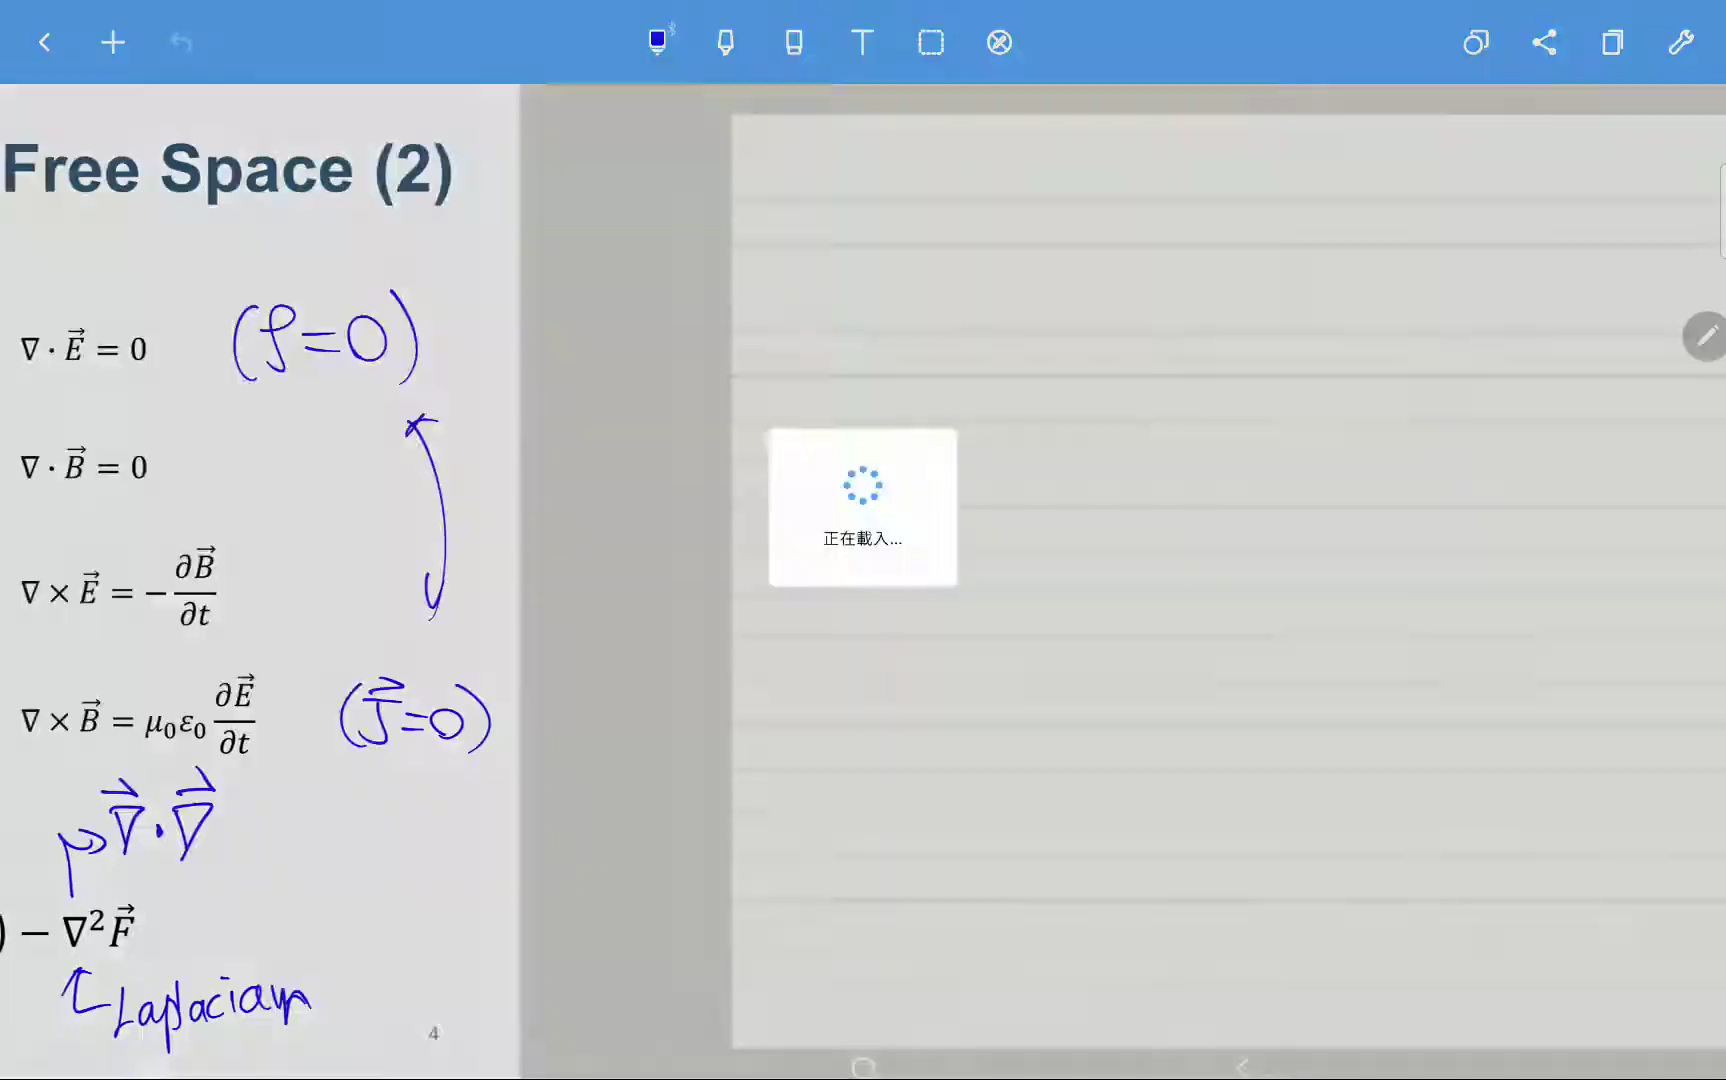 Free Space (2)
∇ · E⃗ = 0 (ρ=0)
∇ · B⃗ = 0
∇ × E⃗ = −∂B⃗/∂t
∇ × B⃗ = μ₀ε₀ ∂E⃗/∂t (J⃗=0)
∇⃗ · ∇⃗
) − ∇²F⃗
Laplacian
4
正在載入...